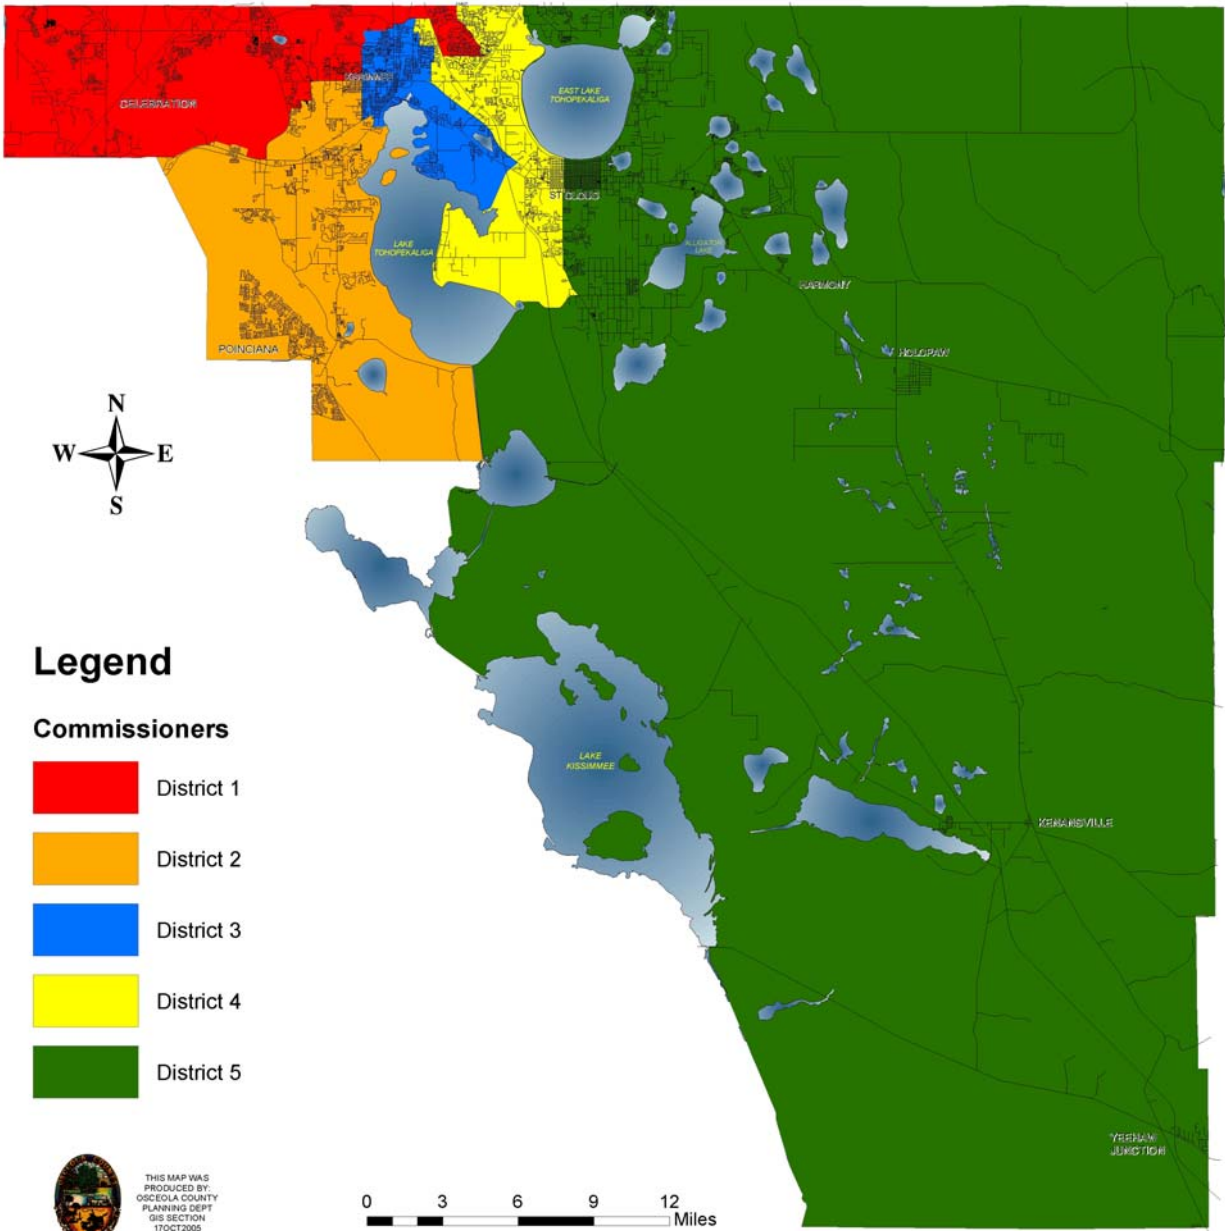 KISSIMMEE
CELEBRATION
EAST LAKE
TOHOPEKALIGA
ST CLOUD
LAKE
TOHOPEKALIGA
ALLIGATOR
LAKE
HARMONY
POINCIANA
HOLOPAW
N
W
E
S
Legend
Commissioners
District 1
District 2
District 3
District 4
District 5
LAKE
KISSIMMEE
KENANSVILLE
YEEHAW
JUNCTION
THIS MAP WAS
PRODUCED BY:
OSCEOLA COUNTY
PLANNING DEPT
GIS SECTION
17OCT2005
0 3 6 9 12
Miles